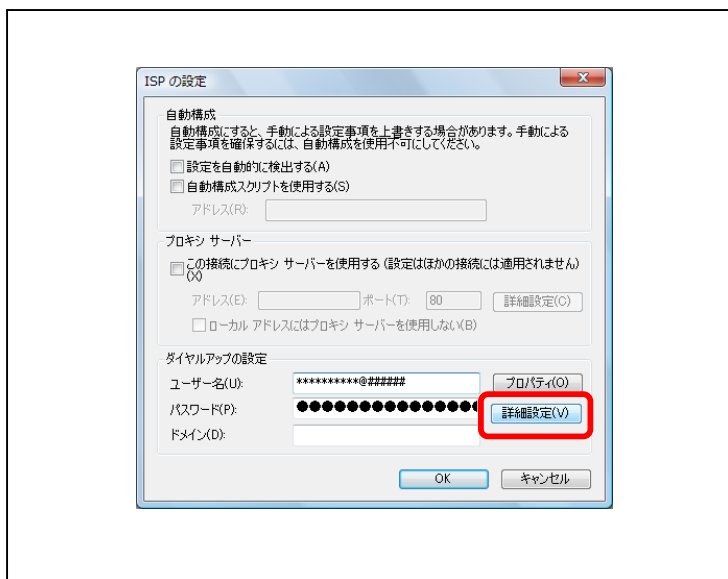 ISP の設定
自動構成
自動構成にすると、手動による設定事項を上書きする場合があります。手動による
設定事項を確保するには、自動構成を使用不可にしてください。
設定を自動的に検出する(A)
自動構成スクリプトを使用する(S)
アドレス(R):
プロキシ サーバー
この接続にプロキシ サーバーを使用する (設定はほかの接続には適用されません)
(X)
アドレス(E): ポート(T): 80 詳細設定(C)
ローカル アドレスにはプロキシ サーバーを使用しない(B)
ダイヤルアップの設定
ユーザー名(U): **********@###### プロパティ(O)
パスワード(P): ●●●●●●●●●●●●●●● 詳細設定(V)
ドメイン(D):
OK キャンセル